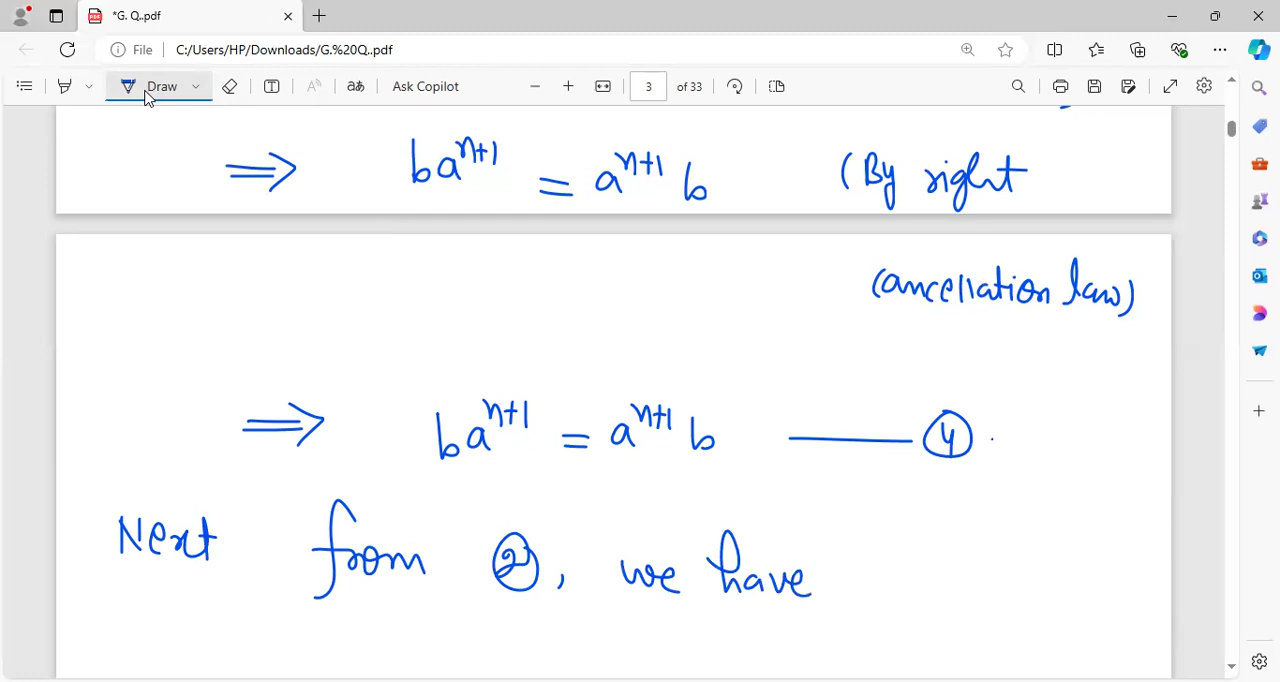 *G. Q..pdf
File C:/Users/HP/Downloads/G.%20Q..pdf
Draw Ask Copilot 3 of 33
⟹ ba^{n+1} = a^{n+1} b (By right
cancellation law)
⟹ ba^{n+1} = a^{n+1} b —— ④
Next from ②, we have